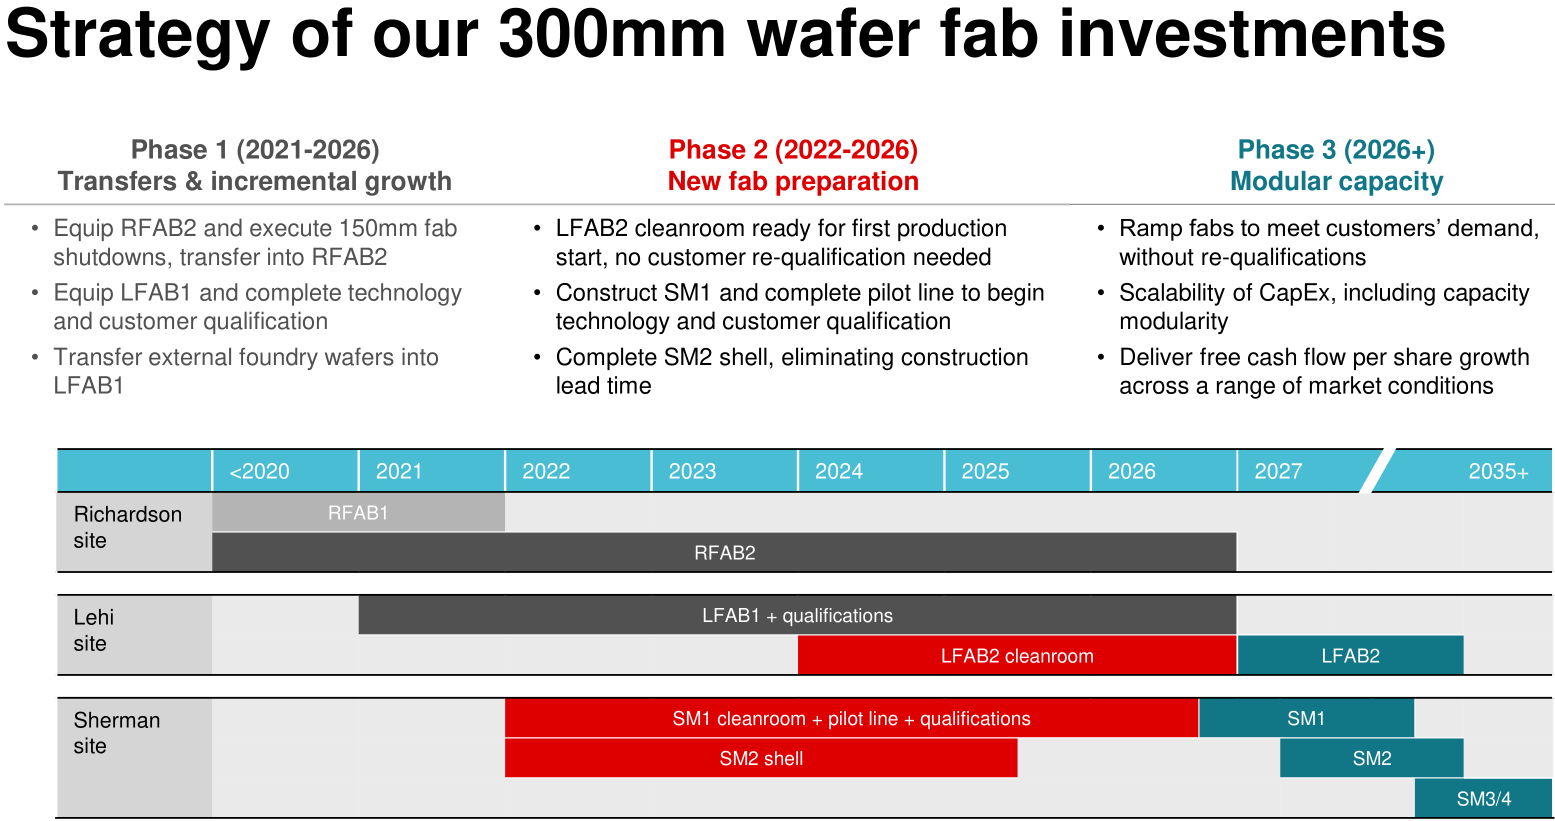 Strategy of our 300mm wafer fab investments
Phase 1 (2021-2026)
Transfers & incremental growth
• Equip RFAB2 and execute 150mm fab
shutdowns, transfer into RFAB2
• Equip LFAB1 and complete technology
and customer qualification
• Transfer external foundry wafers into
LFAB1
Phase 2 (2022-2026)
New fab preparation
• LFAB2 cleanroom ready for first production
start, no customer re-qualification needed
• Construct SM1 and complete pilot line to begin
technology and customer qualification
• Complete SM2 shell, eliminating construction
lead time
Phase 3 (2026+)
Modular capacity
• Ramp fabs to meet customers’ demand,
without re-qualifications
• Scalability of CapEx, including capacity
modularity
• Deliver free cash flow per share growth
across a range of market conditions
<2020 2021 2022 2023 2024 2025 2026 2027 2035+
Richardson
site
RFAB1
RFAB2
Lehi
site
LFAB1 + qualifications
LFAB2 cleanroom LFAB2
Sherman
site
SM1 cleanroom + pilot line + qualifications SM1
SM2 shell SM2
SM3/4